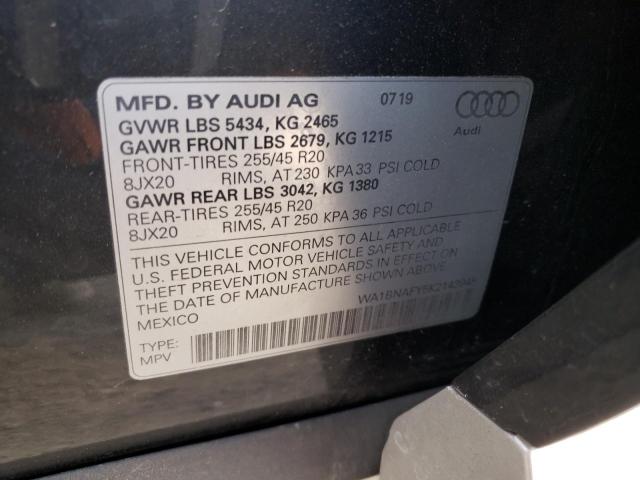 MFD. BY AUDI AG 07 19
GVWR LBS 5434, KG 2465
GAWR FRONT LBS 2679, KG 1215
FRONT-TIRES 255/45 R20
8JX20 RIMS, AT 230 KPA 33 PSI COLD
GAWR REAR LBS 3042, KG 1380
REAR-TIRES 255/45 R20
8JX20 RIMS, AT 250 KPA 36 PSI COLD
Audi
THIS VEHICLE CONFORMS TO ALL APPLICABLE
U.S. FEDERAL MOTOR VEHICLE SAFETY AND
THEFT PREVENTION STANDARDS IN EFFECT ON
THE DATE OF MANUFACTURE SHOWN ABOVE.
MEXICO
TYPE:
MPV